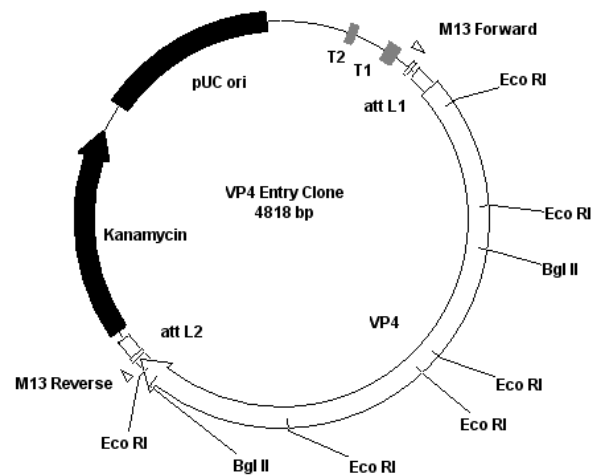 M13 Forward
T2
T1
Eco RI
pUC ori
att L1
VP4 Entry Clone
4818 bp
Eco RI
Kanamycin
Bgl II
VP4
att L2
Eco RI
M13 Reverse
Eco RI
Eco RI
Bgl II
Eco RI